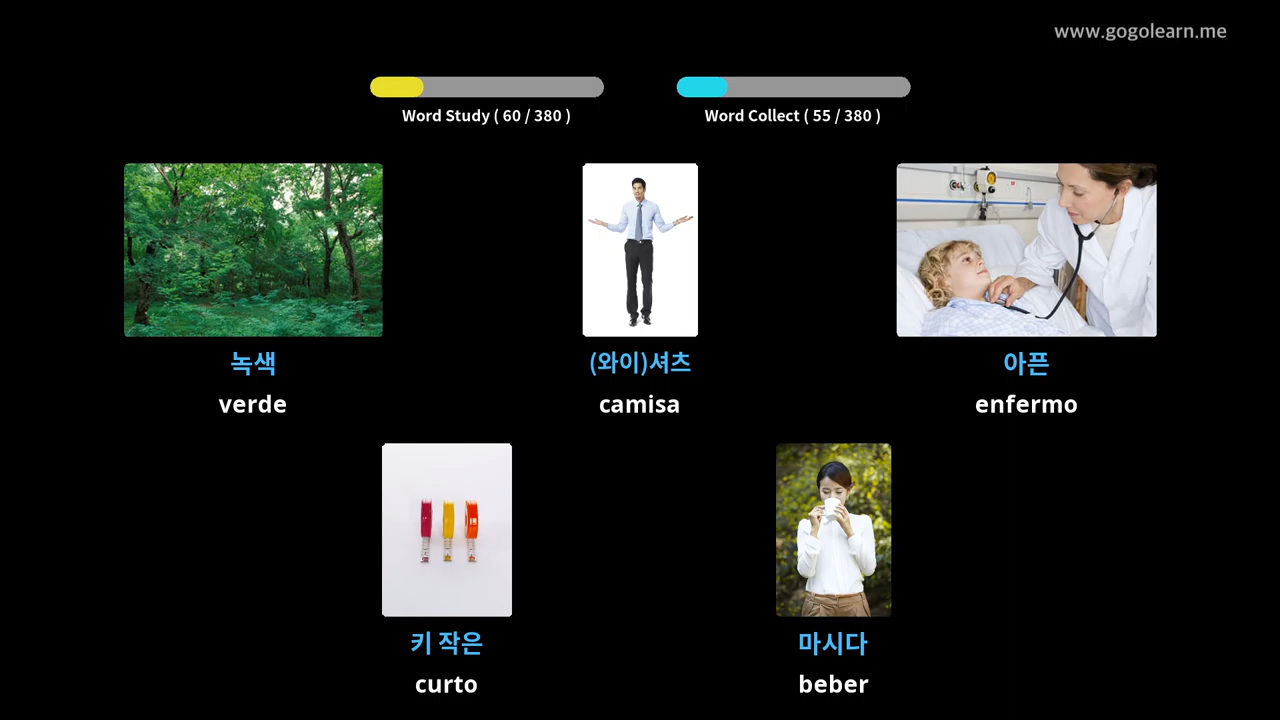 www.gogolearn.me
Word Study ( 60 / 380 )
Word Collect ( 55 / 380 )
녹색
verde
(와이)셔츠
camisa
아픈
enfermo
키 작은
curto
마시다
beber